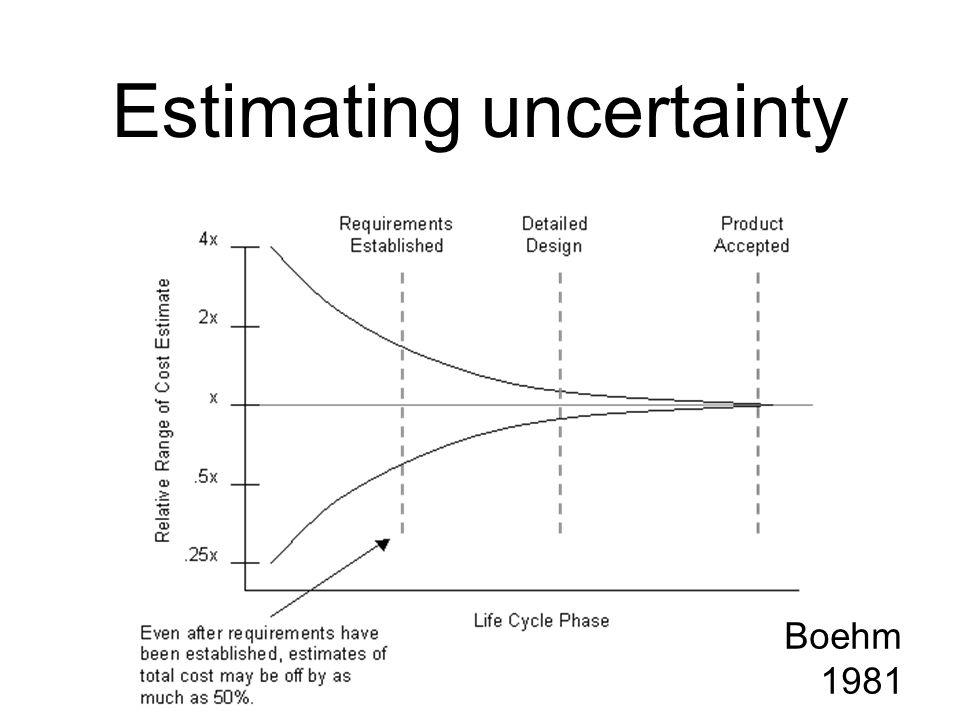 Estimating uncertainty
Requirements
Established
Detailed
Design
Product
Accepted
Relative Range of Cost Estimate
4x
2x
x
.5x
.25x
Life Cycle Phase
Even after requirements have
been established, estimates of
total cost may be off by as
much as 50%.
Boehm
1981